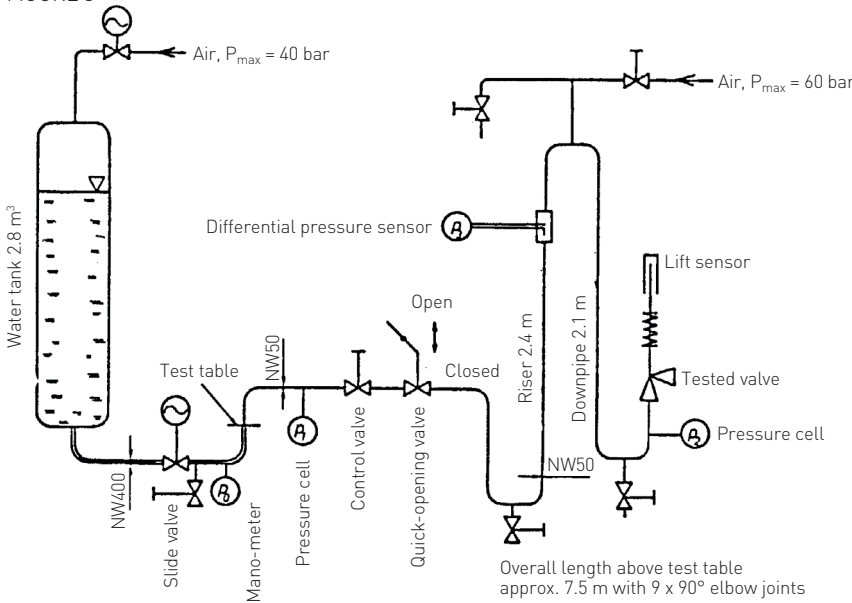 Air, Pmax = 40 bar
Air, Pmax = 60 bar
Water tank 2.8 m³
Differential pressure sensor
Lift sensor
Open
Riser 2.4 m
Downpipe 2.1 m
NW50
Closed
Test table
Tested valve
Pressure cell
NW50
NW400
Slide valve
Mano-meter
Pressure cell
Control valve
Quick-opening valve
Overall length above test table
approx. 7.5 m with 9 x 90° elbow joints